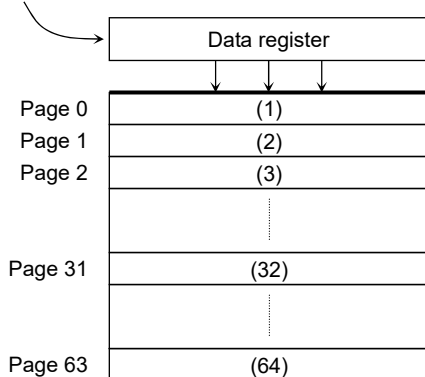 Data register
Page 0 (1)
Page 1 (2)
Page 2 (3)
Page 31 (32)
Page 63 (64)